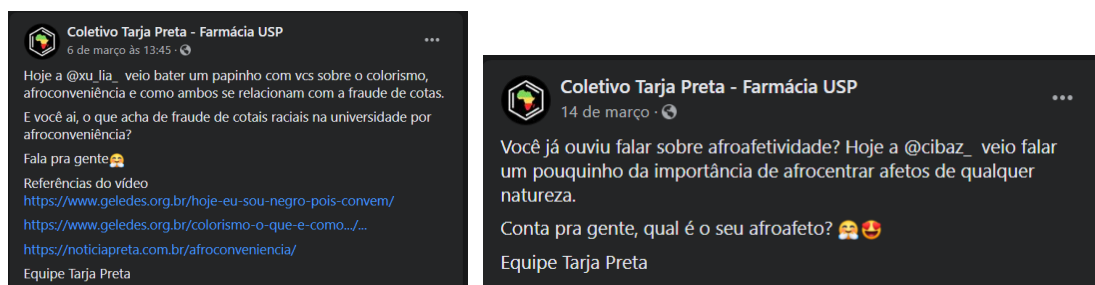 Coletivo Tarja Preta - Farmácia USP
6 de março às 13:45 ·
Hoje a @xu_lia_ veio bater um papinho com vcs sobre o colorismo,
afroconveniência e como ambos se relacionam com a fraude de cotas.
E você ai, o que acha de fraude de cotais raciais na universidade por
afroconveniência?
Fala pra gente🤗
Referências do vídeo
https://www.geledes.org.br/hoje-eu-sou-negro-pois-convem/
https://www.geledes.org.br/colorismo-o-que-e-como.../...
https://noticiapreta.com.br/afroconveniencia/
Equipe Tarja Preta
Coletivo Tarja Preta - Farmácia USP
14 de março ·
Você já ouviu falar sobre afroafetividade? Hoje a @cibaz_ veio falar
um pouquinho da importância de afrocentrar afetos de qualquer
natureza.
Conta pra gente, qual é o seu afroafeto? 🤗🤩
Equipe Tarja Preta